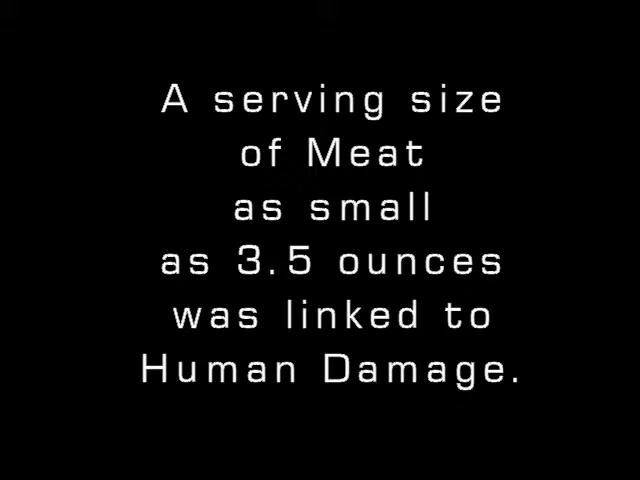 A serving size
of Meat
as small
as 3.5 ounces
was linked to
Human Damage.